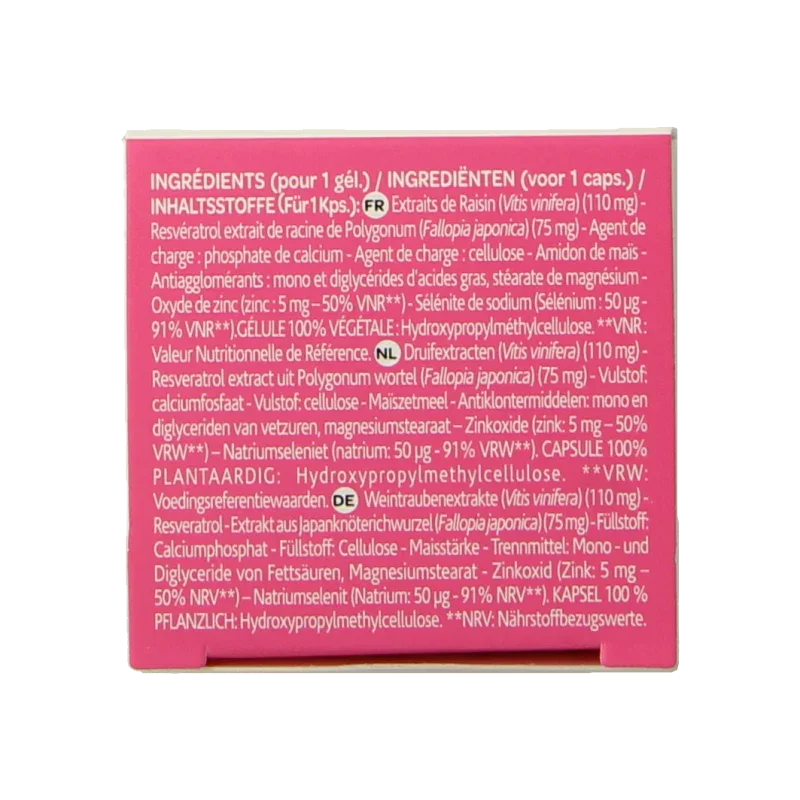 INGRÉDIENTS (pour 1 gél.) / INGREDIËNTEN (voor 1 caps.) /
INHALTSSTOFFE (Für 1 Kps.): FR Extraits de Raisin (Vitis vinifera) (110 mg) -
Resvératrol extrait de racine de Polygonum (Fallopia japonica) (75 mg) - Agent de
charge : phosphate de calcium - Agent de charge : cellulose - Amidon de maïs -
Antiagglomérants : mono et diglycérides d'acides gras, stéarate de magnésium -
Oxyde de zinc (zinc : 5 mg – 50% VNR**) - Sélénite de sodium (Sélénium : 50 µg -
91% VNR**). GÉLULE 100% VÉGÉTALE : Hydroxypropylméthylcellulose. **VNR :
Valeur Nutritionnelle de Référence. NL Druifextracten (Vitis vinifera) (110 mg) -
Resveratrol extract uit Polygonum wortel (Fallopia japonica) (75 mg) - Vulstof:
calciumfosfaat - Vulstof: cellulose - Maïszetmeel - Antiklontermiddelen: mono en
diglyceriden van vetzuren, magnesiumstearaat – Zinkoxide (zink: 5 mg – 50%
VRW**) – Natriumseleniet (natrium: 50 µg - 91% VRW**). CAPSULE 100%
PLANTAARDIG: Hydroxypropylmethylcellulose. **VRW:
Voedingsreferentiewaarden. DE Weintraubenextrakte (Vitis vinifera) (110 mg) -
Resveratrol - Extrakt aus Japanknöterichwurzel (Fallopia japonica) (75 mg) - Füllstoff:
Calciumphosphat - Füllstoff: Cellulose - Maisstärke - Trennmittel: Mono - und
Diglyceride von Fettsäuren, Magnesiumstearat - Zinkoxid (Zink: 5 mg –
50% NRV**) – Natriumselenit (Natrium: 50 µg - 91% NRV**). KAPSEL 100 %
PFLANZLICH: Hydroxypropylmethylcellulose. **NRV: Nährstoffbezugswerte.